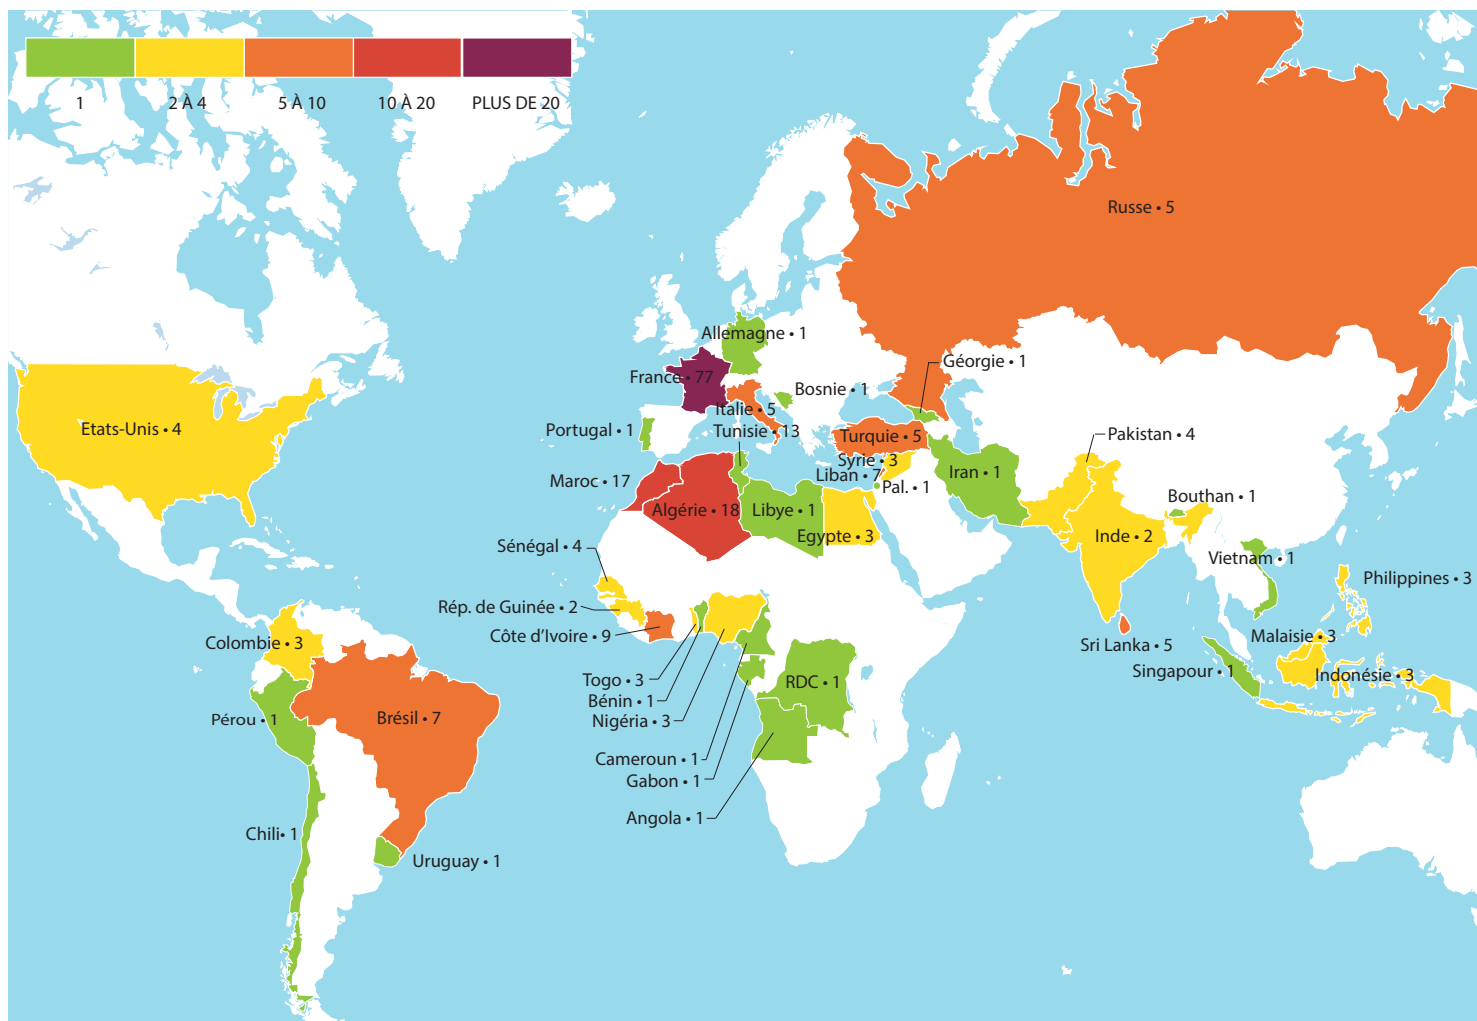 1
2 À 4
5 À 10
10 À 20
PLUS DE 20
Russe • 5
Allemagne • 1
Géorgie • 1
France • 77
Bosnie • 1
Italie • 5
Etats-Unis • 4
Portugal • 1
Tunisie • 13
Turquie • 5
Pakistan • 4
Syrie • 3
Liban • 7
Iran • 1
Maroc • 17
Pal. • 1
Bouthan • 1
Algérie • 18
Libye • 1
Egypte • 3
Inde • 2
Sénégal • 4
Vietnam • 1
Philippines • 3
Rép. de Guinée • 2
Côte d'Ivoire • 9
Colombie • 3
Sri Lanka • 5
Malaisie • 3
Singapour • 1
Indonésie • 3
Togo • 3
RDC • 1
Bénin • 1
Pérou • 1
Brésil • 7
Nigéria • 3
Cameroun • 1
Gabon • 1
Angola • 1
Chili• 1
Uruguay • 1